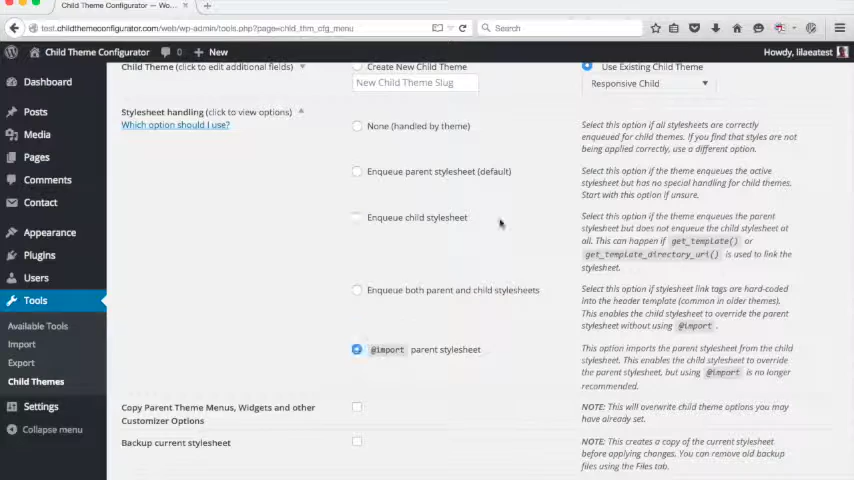 Child Theme Configurator — Wo...
test.childthemeconfigurator.com/web/wp-admin/tools.php?page=chld_thm_cfg_menu
Search
Child Theme Configurator
0
New
Howdy, lilaeatest
Dashboard
Posts
Media
Pages
Comments
Contact
Appearance
Plugins
Users
Tools
Available Tools
Import
Export
Child Themes
Settings
Collapse menu
Child Theme (click to edit additional fields)
Create New Child Theme
New Child Theme Slug
Use Existing Child Theme
Responsive Child
Stylesheet handling (click to view options)
Which option should I use?
None (handled by theme)
Select this option if all stylesheets are correctly
enqueued for child themes. If you find that styles are not
being applied correctly, use a different option.
Enqueue parent stylesheet (default)
Select this option if the theme enqueues the active
stylesheet but has no special handling for child themes.
Start with this option if unsure.
Enqueue child stylesheet
Select this option if the theme enqueues the parent
stylesheet but does not enqueue the child stylesheet at
all. This can happen if get_template() or
get_template_directory_uri() is used to link the
stylesheet.
Enqueue both parent and child stylesheets
Select this option if stylesheet link tags are hard-coded
into the header template (common in older themes).
This enables the child stylesheet to override the parent
stylesheet without using @import .
@import parent stylesheet
This option imports the parent stylesheet from the child
stylesheet. This enables the child stylesheet to override
the parent stylesheet, but using @import is no longer
recommended.
Copy Parent Theme Menus, Widgets and other
Customizer Options
NOTE: This will overwrite child theme options you may
have already set.
Backup current stylesheet
NOTE: This creates a copy of the current stylesheet
before applying changes. You can remove old backup
files using the Files tab.